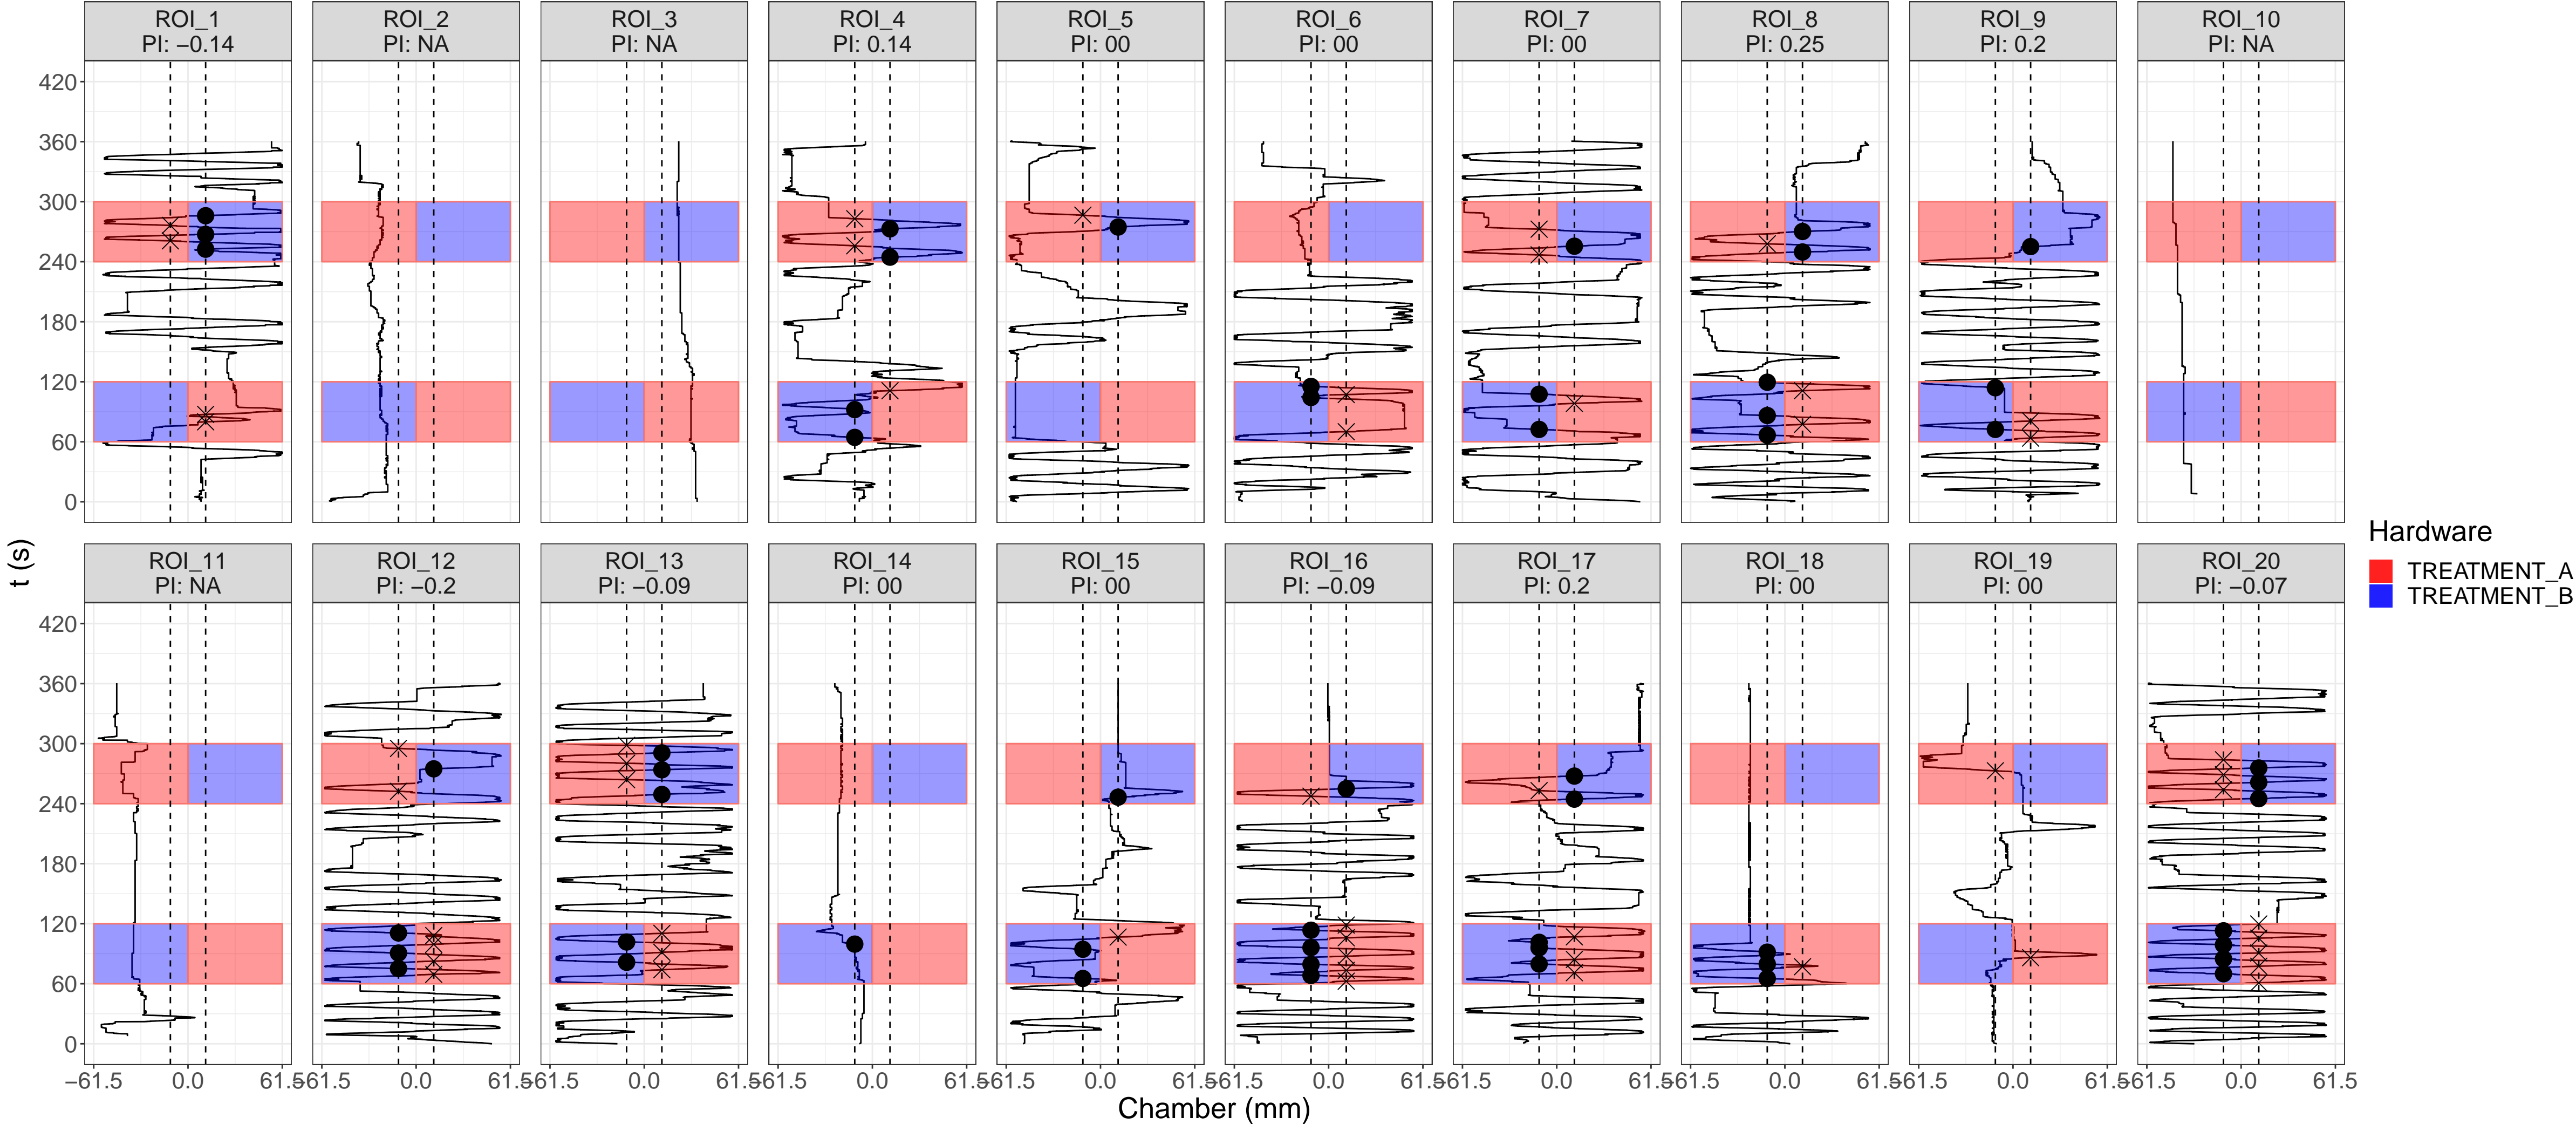 ROI_1 ROI_2 ROI_3 ROI_4 ROI_5 ROI_6 ROI_7 ROI_8 ROI_9 ROI_10
PI: −0.14 PI: NA PI: NA PI: 0.14 PI: 00 PI: 00 PI: 00 PI: 0.25 PI: 0.2 PI: NA
420
360
300
240
180
120
60
0
t (s)
Hardware
TREATMENT_A
TREATMENT_B
ROI_11 ROI_12 ROI_13 ROI_14 ROI_15 ROI_16 ROI_17 ROI_18 ROI_19 ROI_20
PI: NA PI: −0.2 PI: −0.09 PI: 00 PI: 00 PI: −0.09 PI: 0.2 PI: 00 PI: 00 PI: −0.07
420
360
300
240
180
120
60
0
−61.5 0.0 61.5 −61.5 0.0 61.5 −61.5 0.0 61.5 −61.5 0.0 61.5 −61.5 0.0 61.5 −61.5 0.0 61.5 −61.5 0.0 61.5 −61.5 0.0 61.5 −61.5 0.0 61.5 −61.5 0.0 61.5
Chamber (mm)